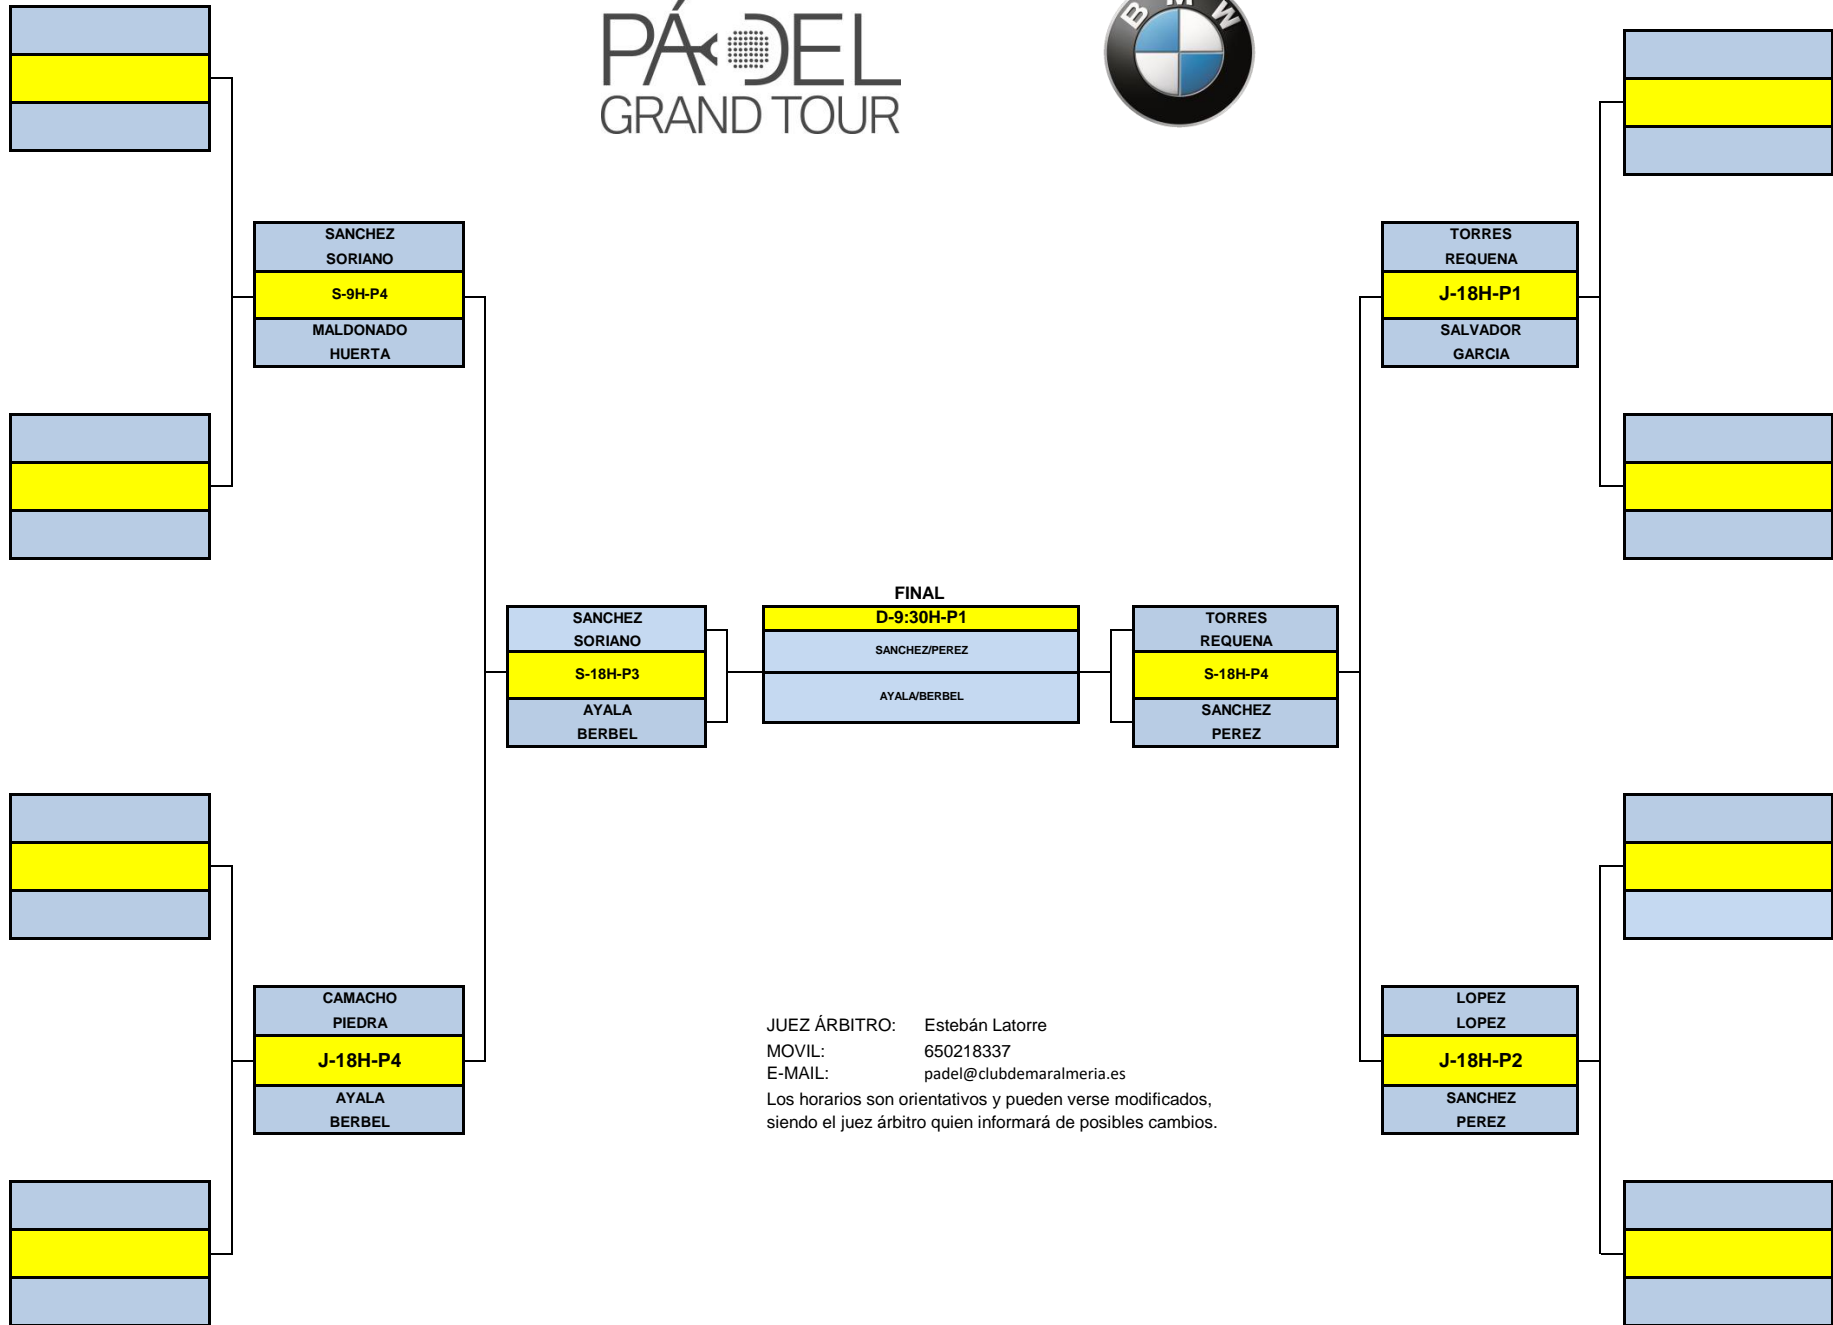 PÁDEL
GRAND TOUR
BMW
SANCHEZ
SORIANO
S-9H-P4
MALDONADO
HUERTA
TORRES
REQUENA
J-18H-P1
SALVADOR
GARCIA
SANCHEZ
SORIANO
S-18H-P3
AYALA
BERBEL
FINAL
D-9:30H-P1
SANCHEZ/PEREZ
AYALA/BERBEL
TORRES
REQUENA
S-18H-P4
SANCHEZ
PEREZ
CAMACHO
PIEDRA
J-18H-P4
AYALA
BERBEL
JUEZ ÁRBITRO: Estebán Latorre
MOVIL: 650218337
E-MAIL: padel@clubdemaralmeria.es
Los horarios son orientativos y pueden verse modificados,
siendo el juez árbitro quien informará de posibles cambios.
LOPEZ
LOPEZ
J-18H-P2
SANCHEZ
PEREZ